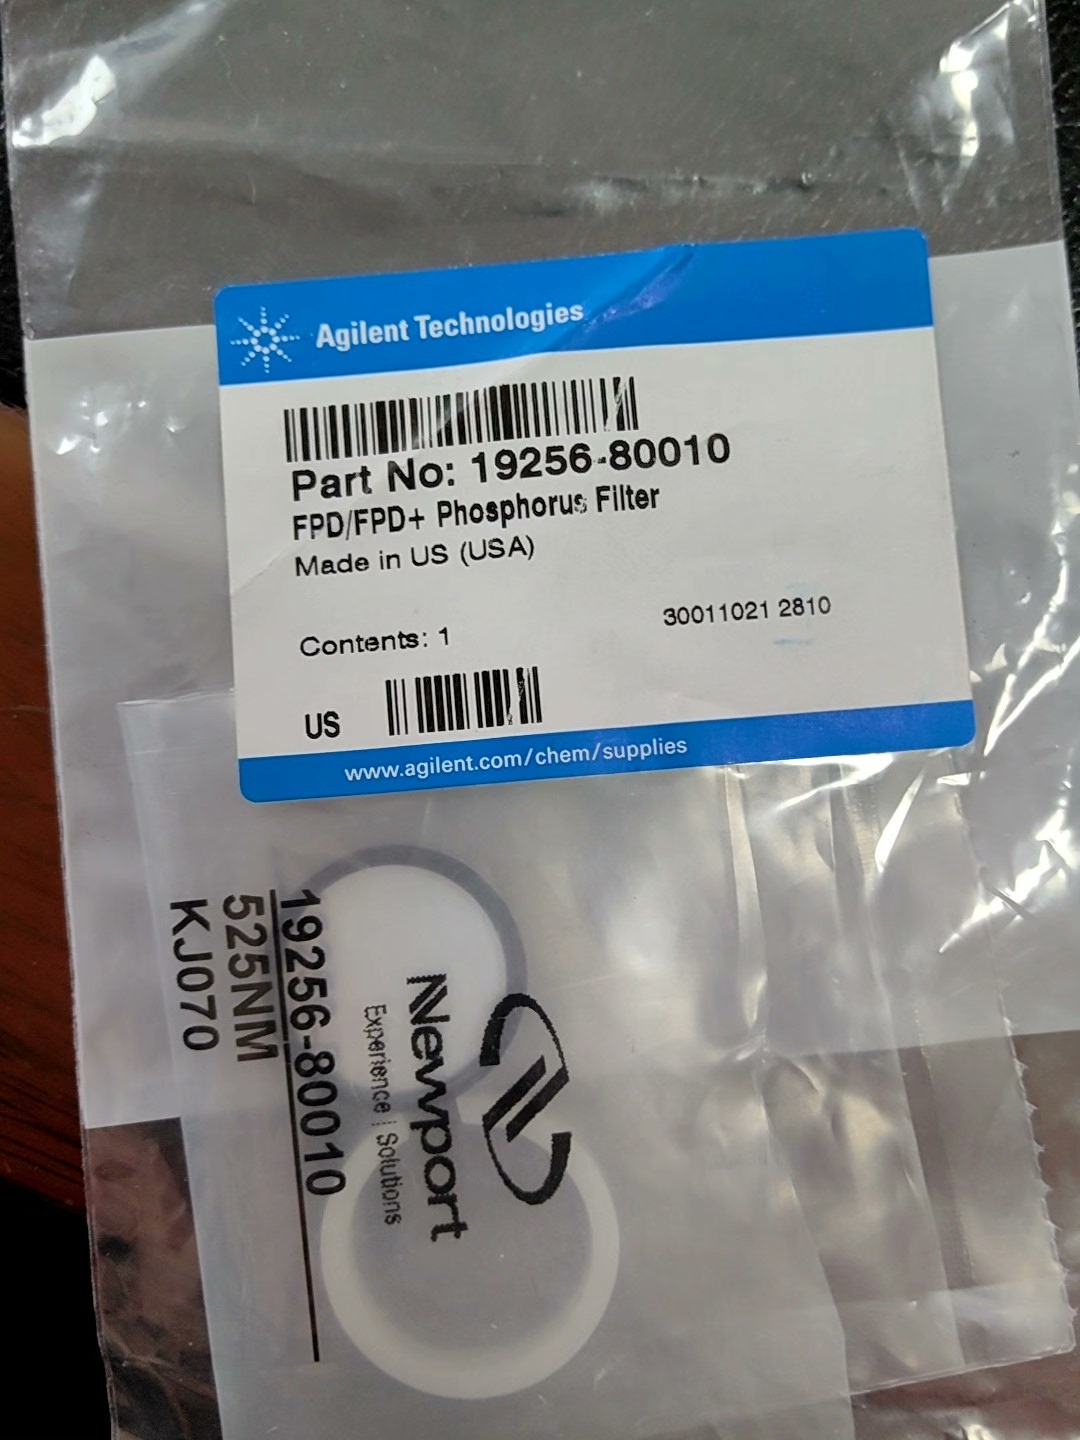 Agilent Technologies
Part No: 19256-80010
FPD/FPD+ Phosphorus Filter
Made in US (USA)
30011021 2810
Contents: 1
US
www.agilent.com/chem/supplies
Newport
Experience | Solutions
19256-80010
525NM
KJ070